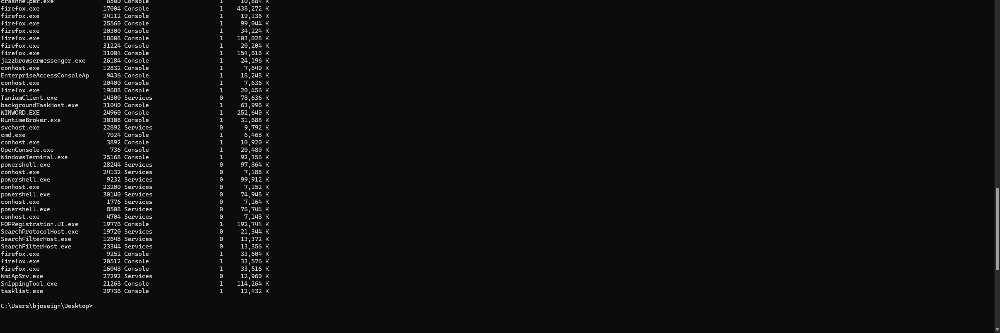 crashhelper.exe               8500 Console                    1     10,884 K
firefox.exe                  17004 Console                    1    438,272 K
firefox.exe                  24112 Console                    1     19,136 K
firefox.exe                  25560 Console                    1     99,044 K
firefox.exe                  20300 Console                    1     34,224 K
firefox.exe                  18608 Console                    1    103,028 K
firefox.exe                  31224 Console                    1     20,204 K
firefox.exe                  31004 Console                    1    154,616 K
jazzbrowsermessenger.exe     26184 Console                    1     24,196 K
conhost.exe                  12832 Console                    1      7,640 K
EnterpriseAccessConsoleAp     9436 Console                    1     18,248 K
conhost.exe                  20400 Console                    1      7,636 K
firefox.exe                  19688 Console                    1     20,456 K
TaniumClient.exe             14300 Services                   0     78,636 K
backgroundTaskHost.exe       31040 Console                    1     63,996 K
WINWORD.EXE                  24960 Console                    1    252,640 K
RuntimeBroker.exe            30308 Console                    1     31,688 K
svchost.exe                  22892 Services                   0      9,792 K
cmd.exe                       7024 Console                    1      6,468 K
conhost.exe                   3892 Console                    1     10,920 K
OpenConsole.exe                736 Console                    1     20,480 K
WindowsTerminal.exe          25168 Console                    1     92,356 K
powershell.exe               28244 Services                   0     97,864 K
conhost.exe                  24132 Services                   0      7,188 K
powershell.exe                9232 Services                   0     99,912 K
conhost.exe                  23200 Services                   0      7,152 K
powershell.exe               30140 Services                   0     74,948 K
conhost.exe                   1776 Services                   0      7,164 K
powershell.exe                8508 Services                   0     76,744 K
conhost.exe                   4704 Services                   0      7,148 K
FOPRegistration.UI.exe       19776 Console                    1    192,744 K
SearchProtocolHost.exe       19720 Services                   0     21,344 K
SearchFilterHost.exe         12648 Services                   0     13,372 K
SearchFilterHost.exe         23344 Services                   0     13,356 K
firefox.exe                   9252 Console                    1     33,604 K
firefox.exe                  20512 Console                    1     33,576 K
firefox.exe                  16048 Console                    1     33,516 K
WmiApSrv.exe                 27292 Services                   0     12,960 K
SnippingTool.exe             21268 Console                    1    114,264 K
tasklist.exe                 29736 Console                    1     12,432 K

C:\Users\bjoseign\Desktop>